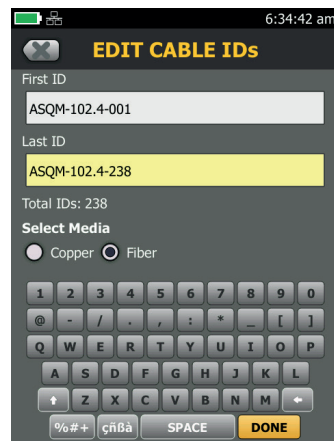 6:34:42 am
EDIT CABLE IDs
First ID
ASQM-102.4-001
Last ID
ASQM-102.4-238
Total IDs: 238
Select Media
Copper Fiber
1 2 3 4 5 6 7 8 9 0
@ - / . , : * _ [ ]
Q W E R T Y U I O P
A S D F G H J K L
Z X C V B N M
%#+ çñßà SPACE DONE